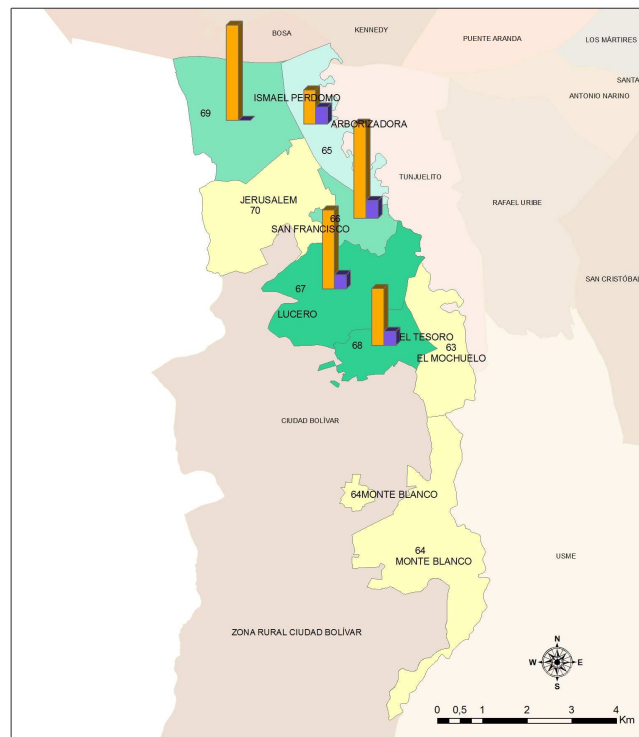 BOSA
KENNEDY
PUENTE ARANDA
LOS MÁRTIRES
SANTA
ANTONIO NARINO
69
ISMAEL PERDOMO
ARBORIZADORA
65
TUNJUELITO
JERUSALEM
70
66
SAN FRANCISCO
RAFAEL URIBE
SAN CRISTÓBAL
67
LUCERO
68
EL TESORO
63
EL MOCHUELO
CIUDAD BOLÍVAR
64MONTE BLANCO
64
MONTE BLANCO
USME
ZONA RURAL CIUDAD BOLÍVAR
N
W E
S
0 0,5 1 2 3 4
Km